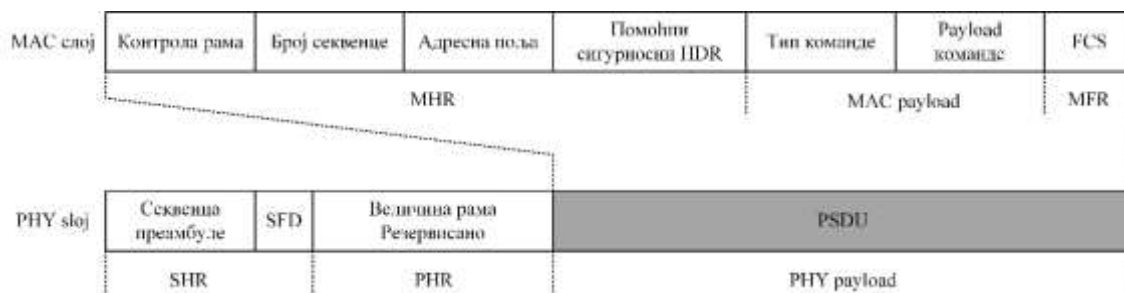 MAC слој
Контрола рама
Број секвенце
Адресна поља
Помоћни
сигурносни HDR
Тип команде
Payload
команде
FCS
MHR
MAC payload
MFR
PHY sloj
Секвенца
преамбуле
SFD
Величина рама
Резервисано
PSDU
SHR
PHR
PHY payload